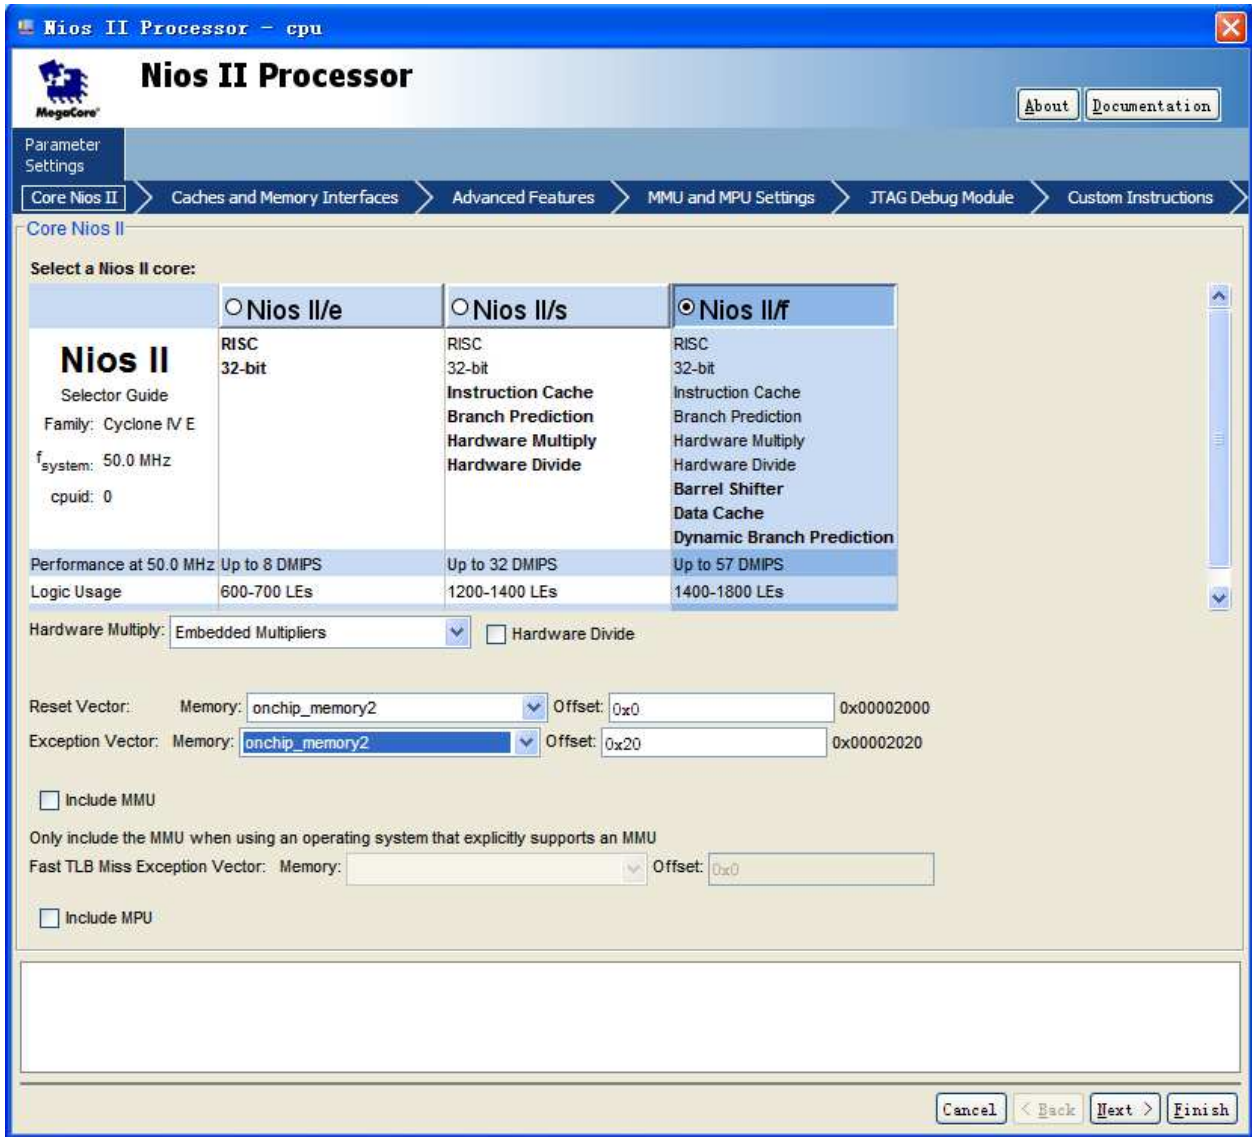 Nios II Processor - cpu
MegaCore®
Nios II Processor
About
Documentation
Parameter
Settings
Core Nios II
Caches and Memory Interfaces
Advanced Features
MMU and MPU Settings
JTAG Debug Module
Custom Instructions
Core Nios II
Select a Nios II core:
Nios II/e
Nios II/s
Nios II/f
Nios II
Selector Guide
Family: Cyclone IV E
fsystem: 50.0 MHz
cpuid: 0
RISC
32-bit
RISC
32-bit
Instruction Cache
Branch Prediction
Hardware Multiply
Hardware Divide
RISC
32-bit
Instruction Cache
Branch Prediction
Hardware Multiply
Hardware Divide
Barrel Shifter
Data Cache
Dynamic Branch Prediction
Performance at 50.0 MHz Up to 8 DMIPS Up to 32 DMIPS Up to 57 DMIPS
Logic Usage 600-700 LEs 1200-1400 LEs 1400-1800 LEs
Hardware Multiply: Embedded Multipliers Hardware Divide
Reset Vector: Memory: onchip_memory2 Offset: 0x0 0x00002000
Exception Vector: Memory: onchip_memory2 Offset: 0x20 0x00002020
Include MMU
Only include the MMU when using an operating system that explicitly supports an MMU
Fast TLB Miss Exception Vector: Memory: Offset: 0x0
Include MPU
Cancel < Back Next > Finish